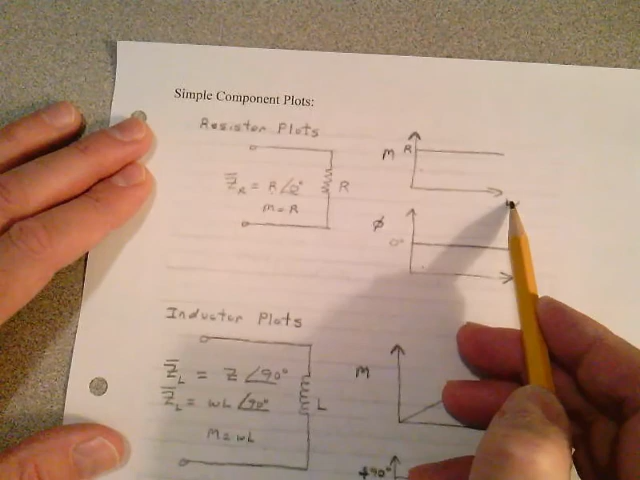 Simple Component Plots:
Resistor Plots
M R
Z̅R = R∠0° R
M = R
φ
0°
Inductor Plots
Z̅L = Z ∠90° M
Z̅L = ωL ∠90° L
M = ωL
+90°